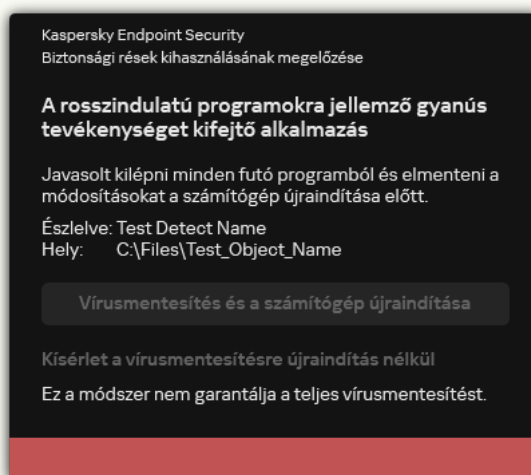 Kaspersky Endpoint Security
Biztonsági rések kihasználásának megelőzése
A rosszindulatú programokra jellemző gyanús
tevékenységet kifejtő alkalmazás
Javasolt kilépni minden futó programból és elmenteni a
módosításokat a számítógép újraindítása előtt.
Észlelve: Test Detect Name
Hely: C:\Files\Test_Object_Name
Vírusmentesítés és a számítógép újraindítása
Kísérlet a vírusmentesítésre újraindítás nélkül
Ez a módszer nem garantálja a teljes vírusmentesítést.